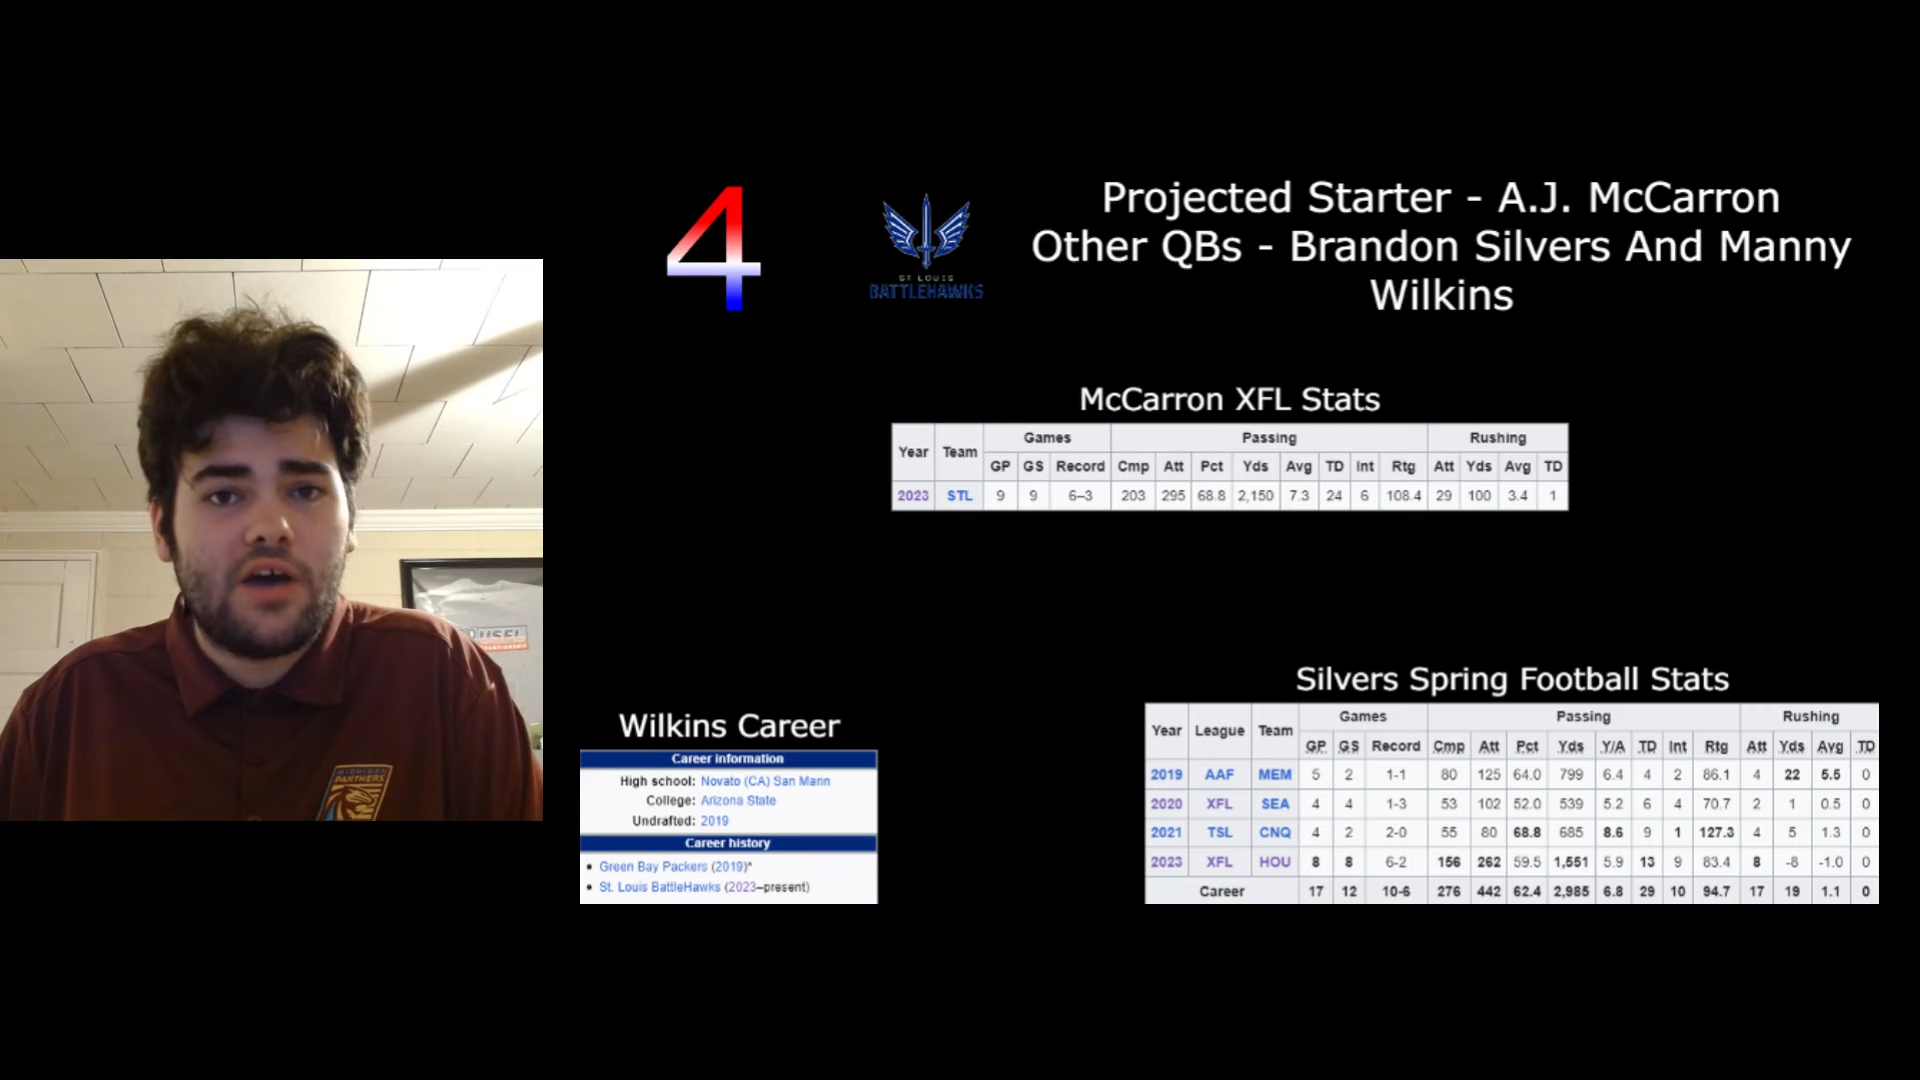 4
ST LOUIS
BATTLEHAWKS
Projected Starter - A.J. McCarron
Other QBs - Brandon Silvers And Manny
Wilkins
McCarron XFL Stats
Year Team Games Passing Rushing
GP GS Record Cmp Att Pct Yds Avg TD Int Rtg Att Yds Avg TD
2023 STL 9 9 6–3 203 295 68.8 2,150 7.3 24 6 108.4 29 100 3.4 1
USFL
MICHIGAN
PANTHERS
Wilkins Career
Career information
High school: Novato (CA) San Marin
College: Arizona State
Undrafted: 2019
Career history
• Green Bay Packers (2019)*
• St. Louis BattleHawks (2023–present)
Silvers Spring Football Stats
Year League Team Games Passing Rushing
GP GS Record Cmp Att Pct Yds Y/A TD Int Rtg Att Yds Avg TD
2019 AAF MEM 5 2 1-1 80 125 64.0 799 6.4 4 2 86.1 4 22 5.5 0
2020 XFL SEA 4 4 1-3 53 102 52.0 539 5.2 6 4 70.7 2 1 0.5 0
2021 TSL CNQ 4 2 2-0 55 80 68.8 685 8.6 9 1 127.3 4 5 1.3 0
2023 XFL HOU 8 8 6-2 156 262 59.5 1,551 5.9 13 9 83.4 8 -8 -1.0 0
Career 17 12 10-6 276 442 62.4 2,985 6.8 29 10 94.7 17 19 1.1 0